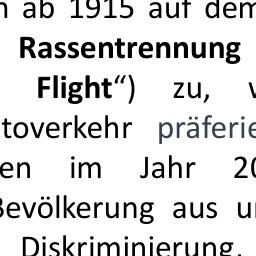 ab 1915 auf dem
Rassentrennung
Flight“) zu,
toverkehr präferie
en im Jahr 20
Bevölkerung aus u
Diskriminierung.